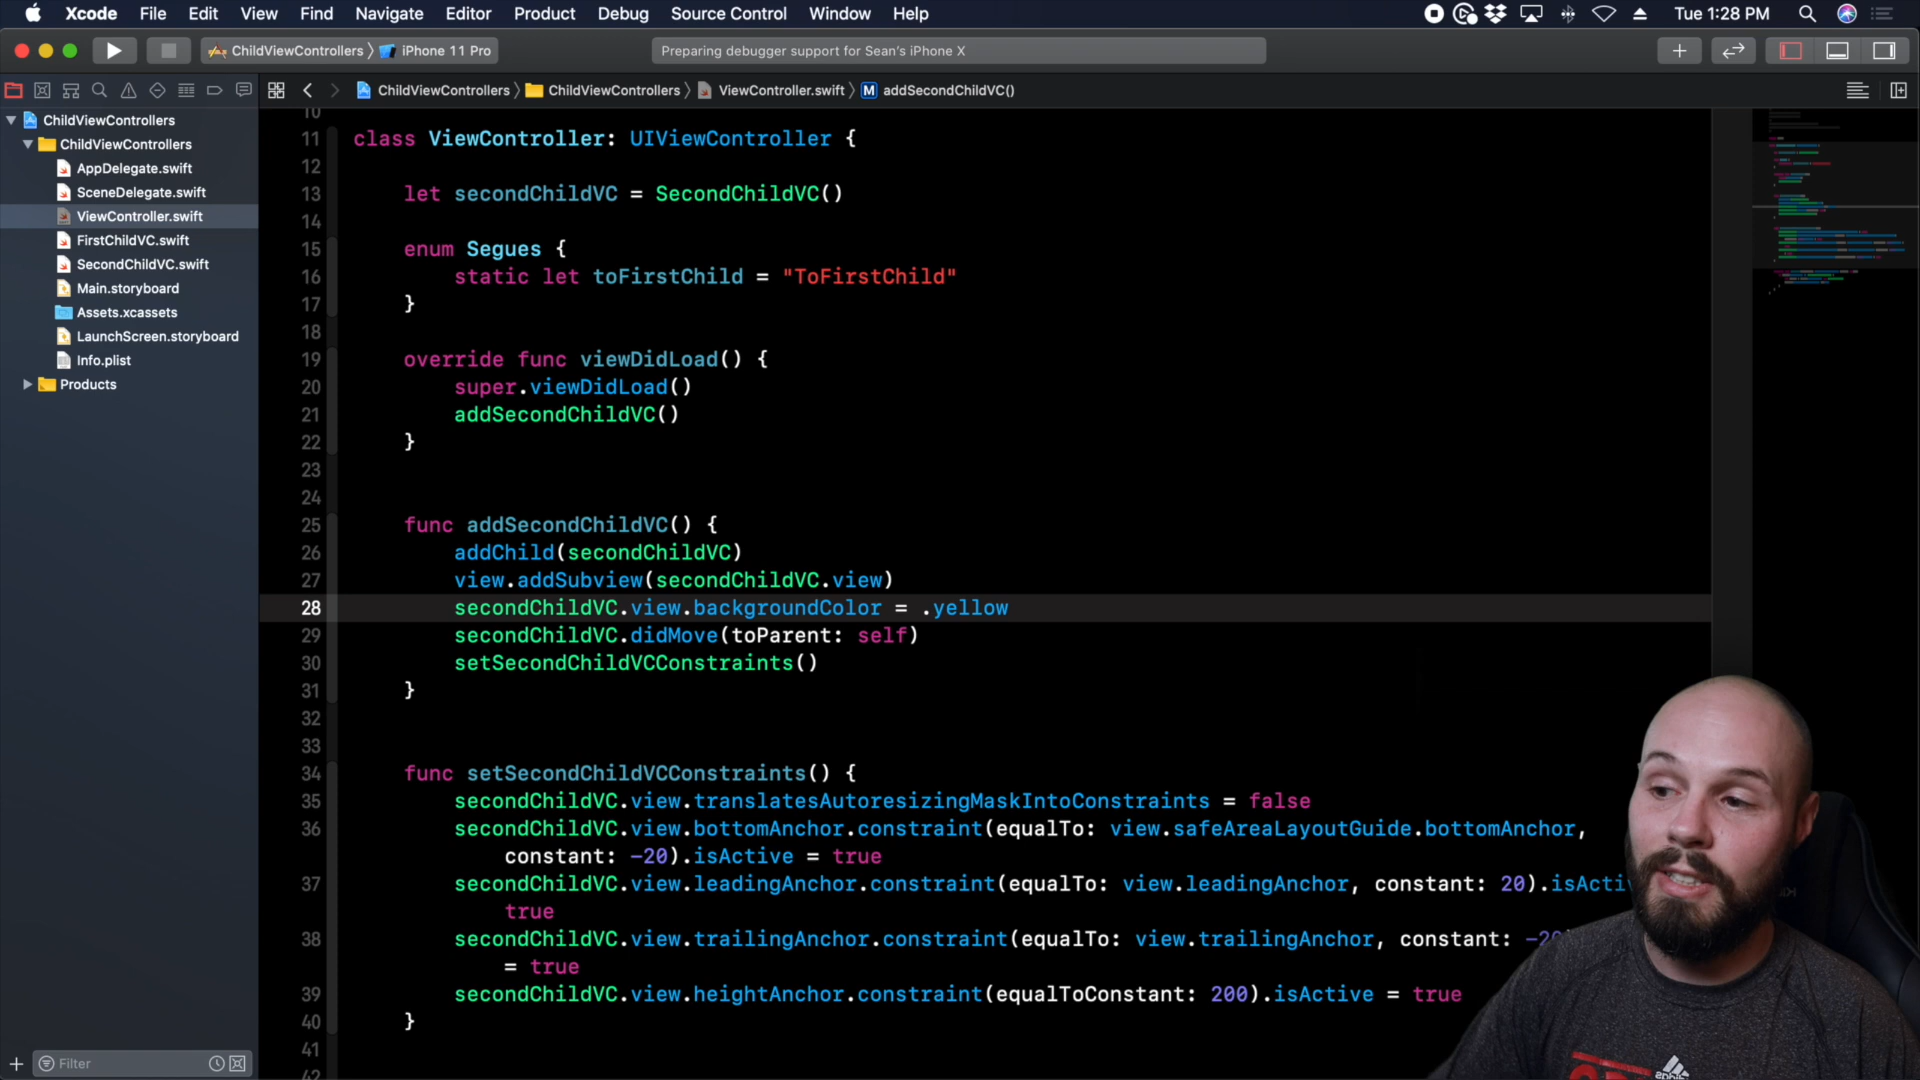 Xcode File Edit View Find Navigate Editor Product Debug Source Control Window Help Tue 1:28 PM
ChildViewControllers iPhone 11 Pro Preparing debugger support for Sean's iPhone X
ChildViewControllers ChildViewControllers ViewController.swift M addSecondChildVC()
ChildViewControllers
ChildViewControllers
AppDelegate.swift
SceneDelegate.swift
ViewController.swift
FirstChildVC.swift
SecondChildVC.swift
Main.storyboard
Assets.xcassets
LaunchScreen.storyboard
Info.plist
Products
Filter
10
11 class ViewController: UIViewController {
12
13 let secondChildVC = SecondChildVC()
14
15 enum Segues {
16 static let toFirstChild = "ToFirstChild"
17 }
18
19 override func viewDidLoad() {
20 super.viewDidLoad()
21 addSecondChildVC()
22 }
23
24
25 func addSecondChildVC() {
26 addChild(secondChildVC)
27 view.addSubview(secondChildVC.view)
28 secondChildVC.view.backgroundColor = .yellow
29 secondChildVC.didMove(toParent: self)
30 setSecondChildVCConstraints()
31 }
32
33
34 func setSecondChildVCConstraints() {
35 secondChildVC.view.translatesAutoresizingMaskIntoConstraints = false
36 secondChildVC.view.bottomAnchor.constraint(equalTo: view.safeAreaLayoutGuide.bottomAnchor,
constant: -20).isActive = true
37 secondChildVC.view.leadingAnchor.constraint(equalTo: view.leadingAnchor, constant: 20).isActi
true
38 secondChildVC.view.trailingAnchor.constraint(equalTo: view.trailingAnchor, constant: -20
= true
39 secondChildVC.view.heightAnchor.constraint(equalToConstant: 200).isActive = true
40 }
41
42